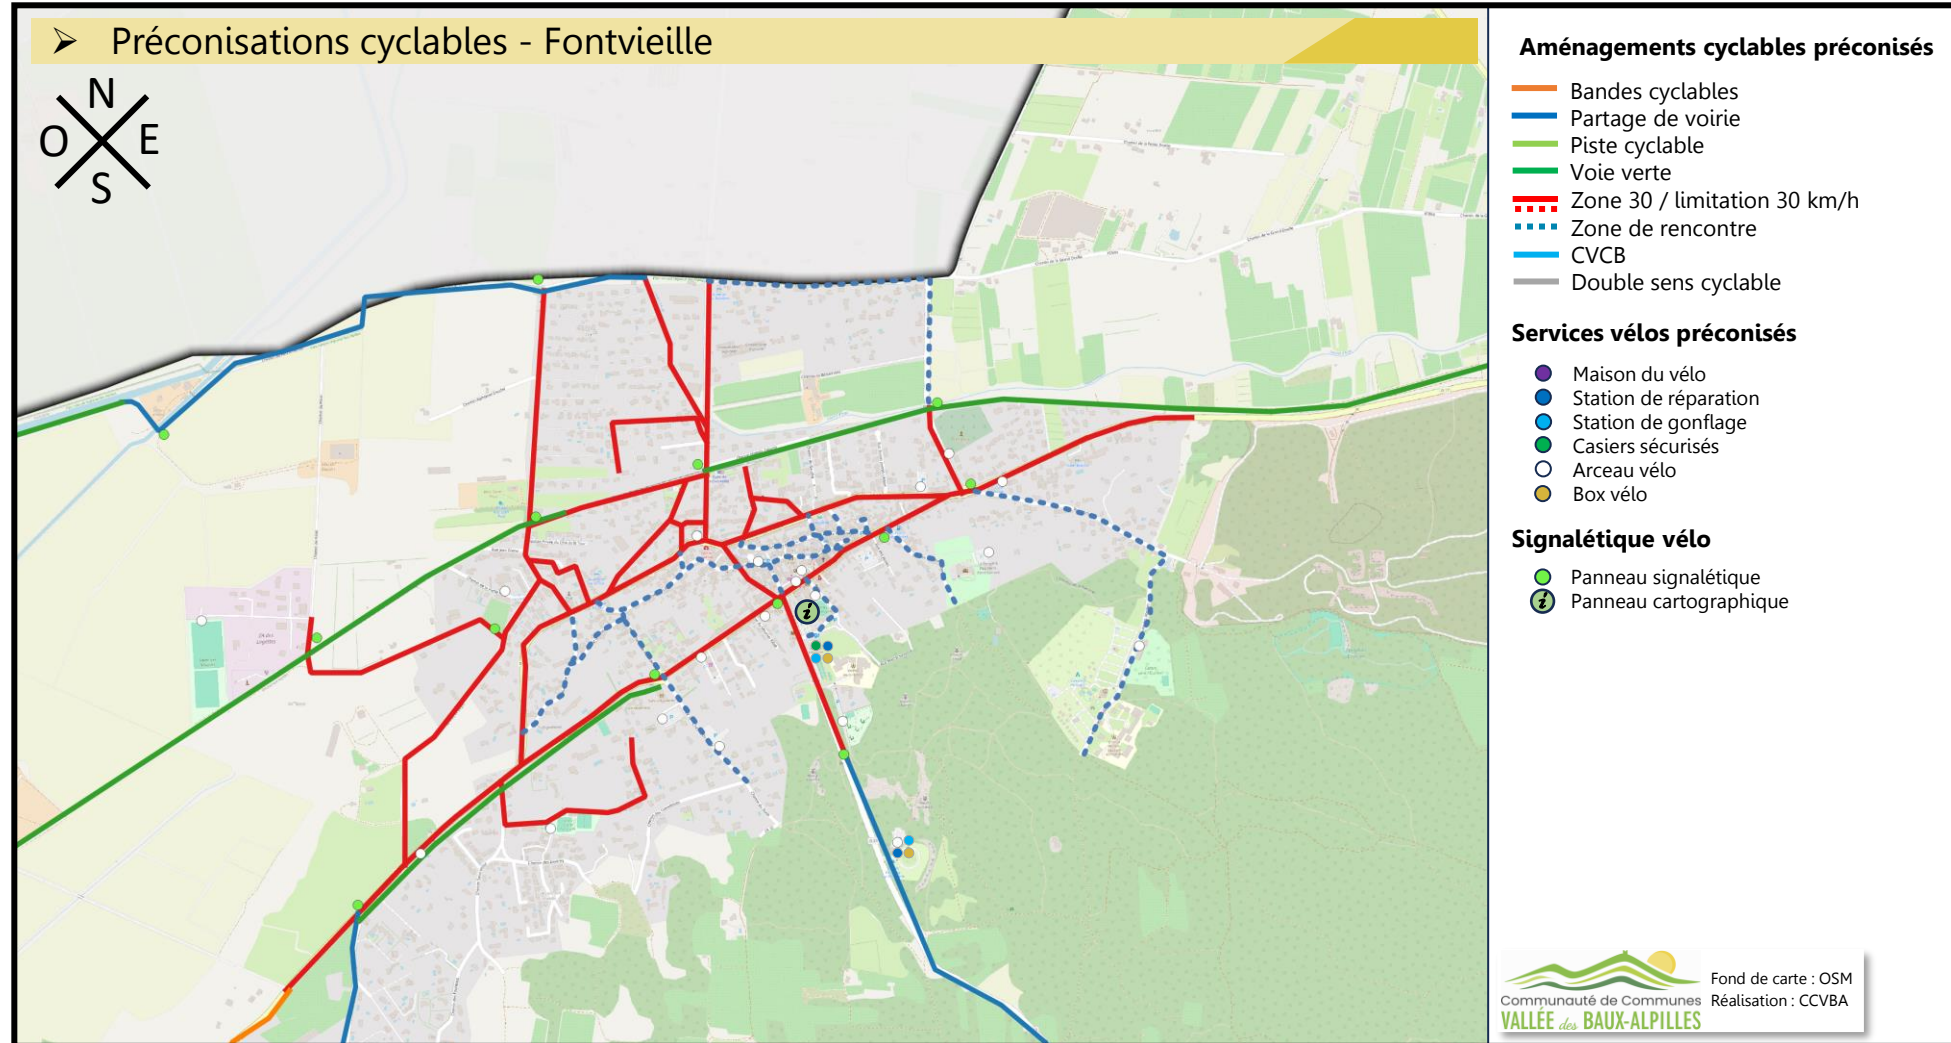 ➢ Préconisations cyclables - Fontvieille
N
O E
S
Aménagements cyclables préconisés
Bandes cyclables
Partage de voirie
Piste cyclable
Voie verte
Zone 30 / limitation 30 km/h
Zone de rencontre
CVCB
Double sens cyclable
Services vélos préconisés
Maison du vélo
Station de réparation
Station de gonflage
Casiers sécurisés
Arceau vélo
Box vélo
Signalétique vélo
Panneau signalétique
i Panneau cartographique
i
Communauté de Communes
VALLÉE des BAUX-ALPILLES
Fond de carte : OSM
Réalisation : CCVBA